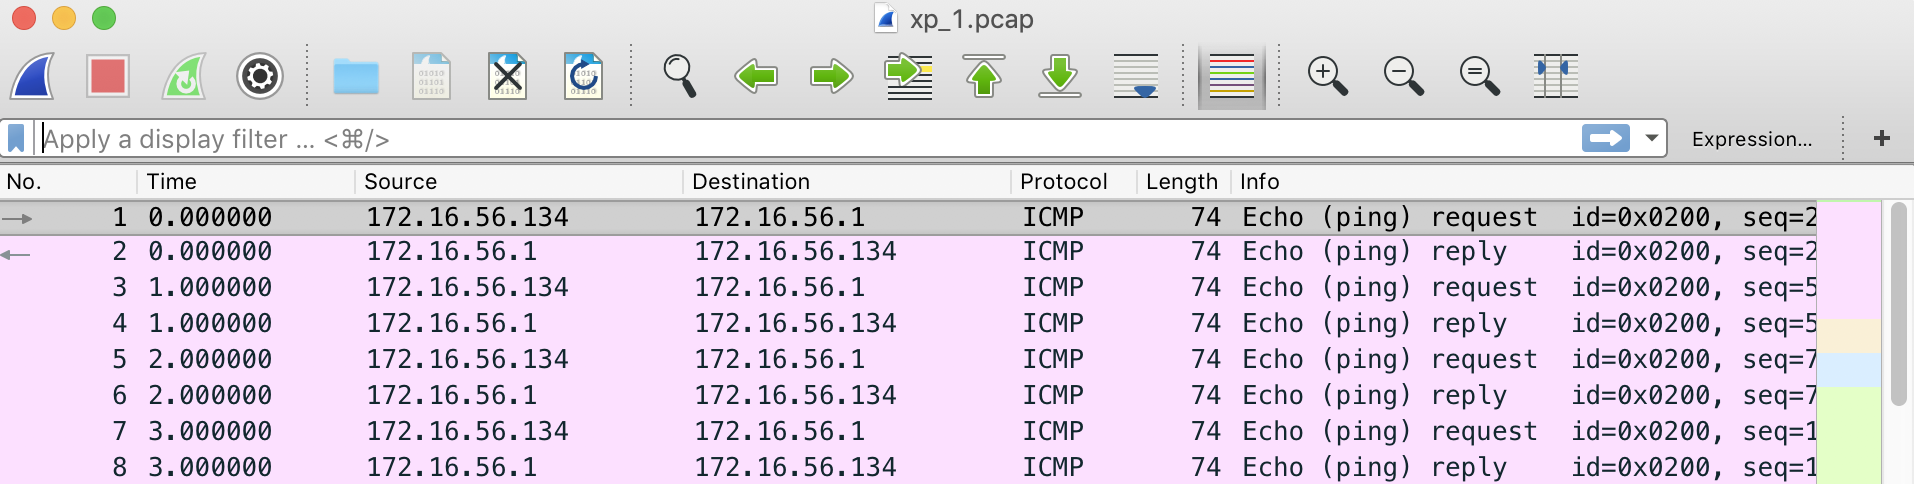 xp_1.pcap
Apply a display filter ... <⌘/>
Expression...
+
No. Time Source Destination Protocol Length Info
1 0.000000 172.16.56.134 172.16.56.1 ICMP 74 Echo (ping) request id=0x0200, seq=2
2 0.000000 172.16.56.1 172.16.56.134 ICMP 74 Echo (ping) reply id=0x0200, seq=2
3 1.000000 172.16.56.134 172.16.56.1 ICMP 74 Echo (ping) request id=0x0200, seq=5
4 1.000000 172.16.56.1 172.16.56.134 ICMP 74 Echo (ping) reply id=0x0200, seq=5
5 2.000000 172.16.56.134 172.16.56.1 ICMP 74 Echo (ping) request id=0x0200, seq=7
6 2.000000 172.16.56.1 172.16.56.134 ICMP 74 Echo (ping) reply id=0x0200, seq=7
7 3.000000 172.16.56.134 172.16.56.1 ICMP 74 Echo (ping) request id=0x0200, seq=1
8 3.000000 172.16.56.1 172.16.56.134 ICMP 74 Echo (ping) reply id=0x0200, seq=1